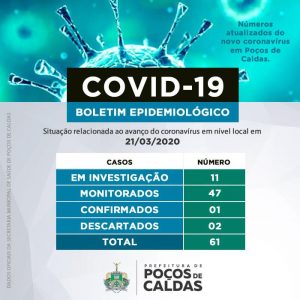 Números
atualizados do
novo coronavírus
em Poços de
Caldas.
COVID-19
BOLETIM EPIDEMIOLÓGICO
Situação relacionada ao avanço do coronavírus em nível local em
21/03/2020
CASOS NÚMERO
EM INVESTIGAÇÃO 11
MONITORADOS 47
CONFIRMADOS 01
DESCARTADOS 02
TOTAL 61
DADOS OFICIAIS DA SECRETARIA MUNICIPAL DE SAÚDE DE POÇOS DE CALDAS
PREFEITURA DE
POÇOS
DE CALDAS